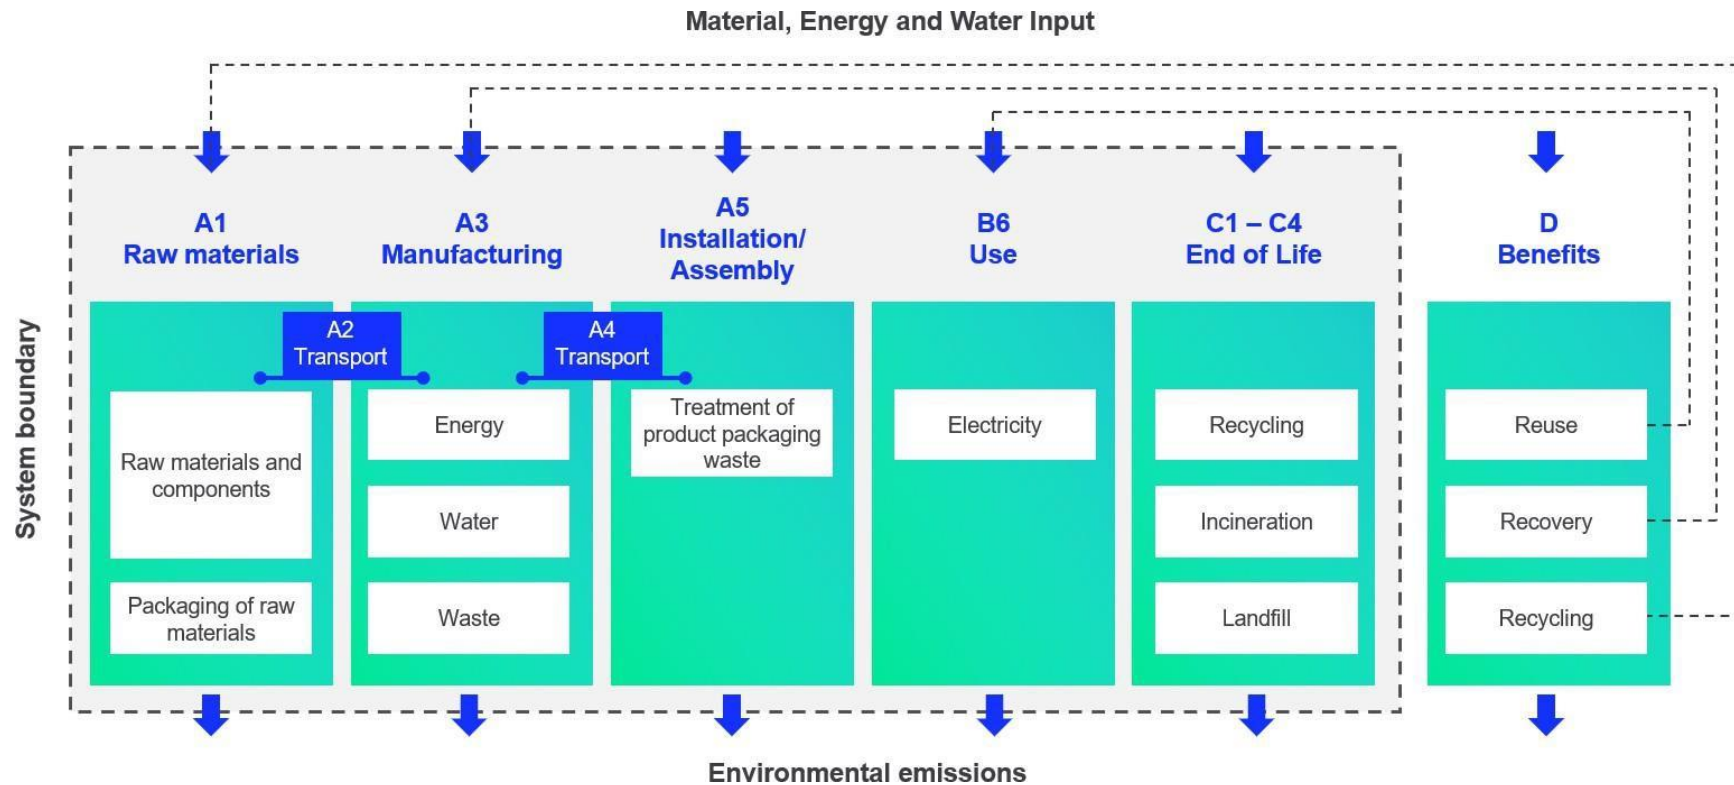 Material, Energy and Water Input
System boundary
A1
Raw materials
A3
Manufacturing
A5
Installation/
Assembly
B6
Use
C1 – C4
End of Life
D
Benefits
A2
Transport
A4
Transport
Raw materials and
components
Packaging of raw
materials
Energy
Water
Waste
Treatment of
product packaging
waste
Electricity
Recycling
Incineration
Landfill
Reuse
Recovery
Recycling
Environmental emissions